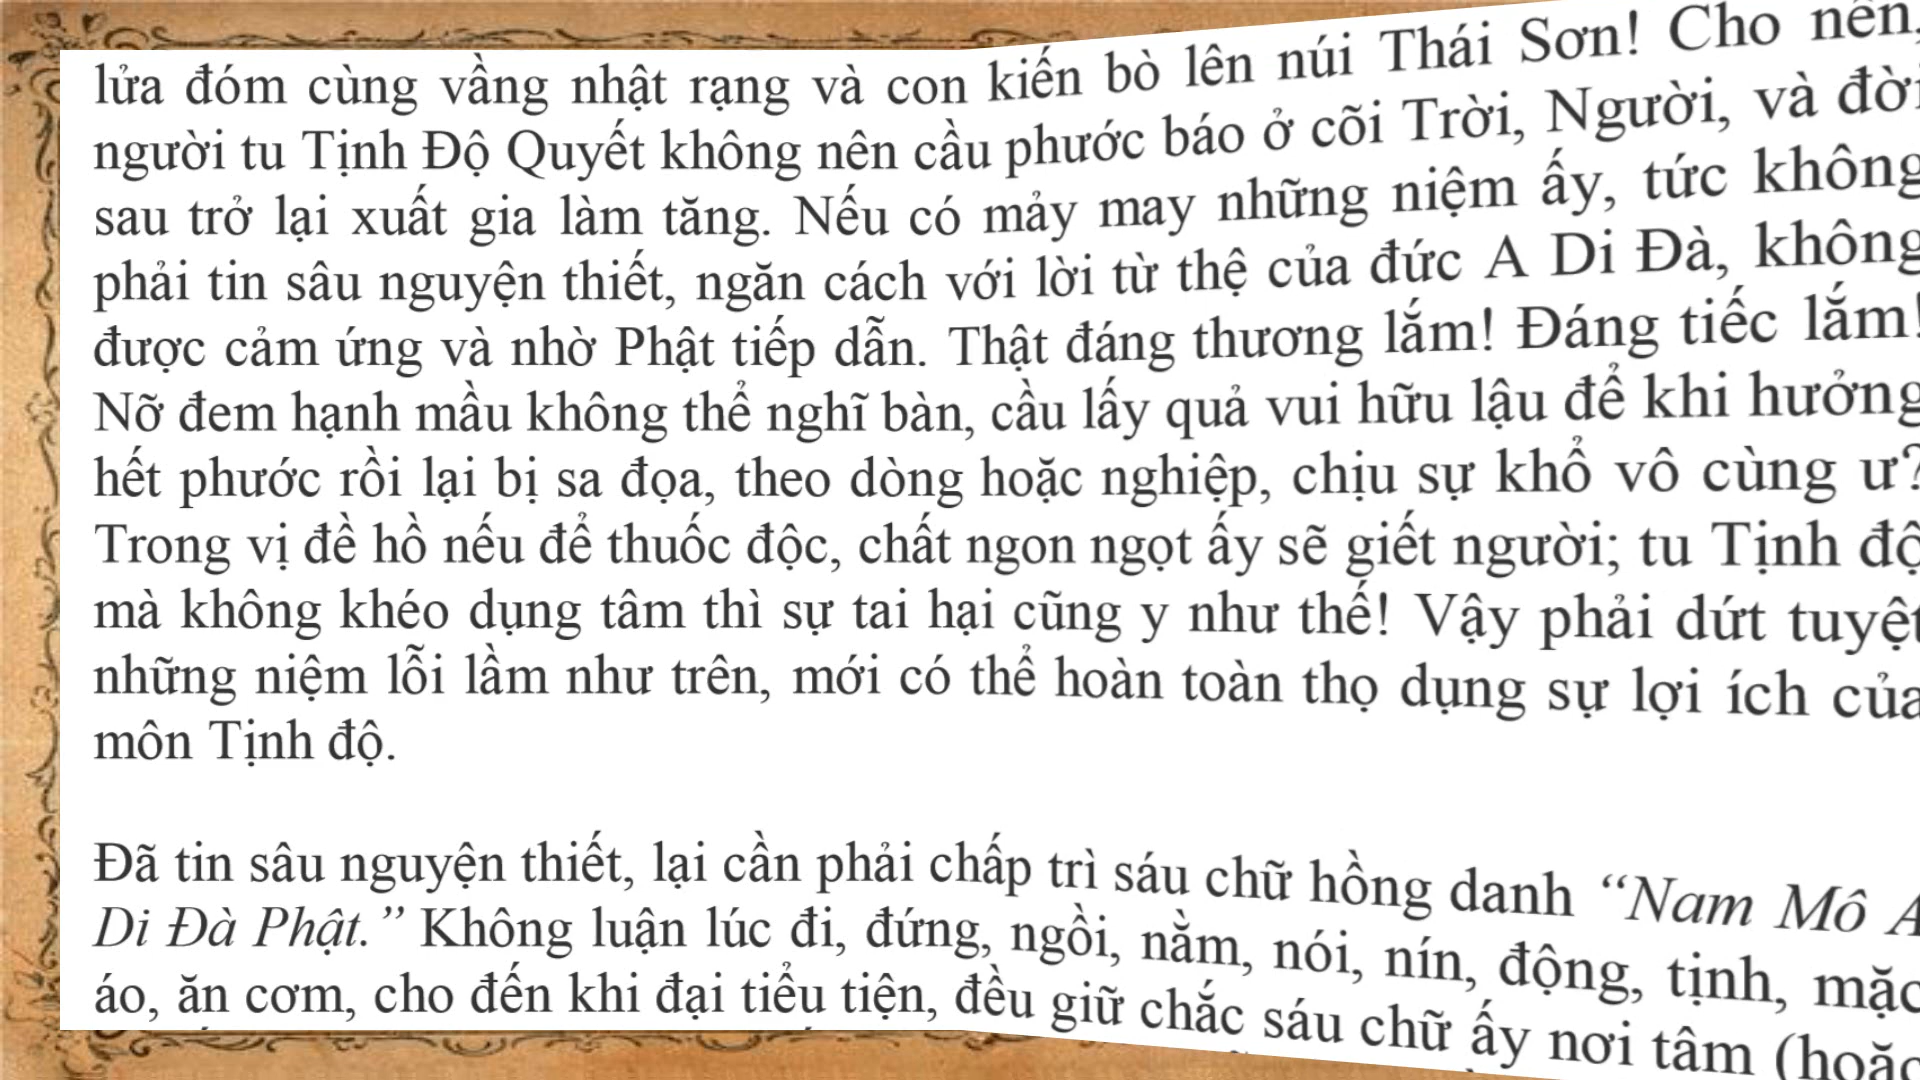 lửa đóm cùng vầng nhật rạng và con kiến bò lên núi Thái Sơn! Cho nên,
người tu Tịnh Độ Quyết không nên cầu phước báo ở cõi Trời, Người, và đời
sau trở lại xuất gia làm tăng. Nếu có mảy may những niệm ấy, tức không
phải tin sâu nguyện thiết, ngăn cách với lời từ thệ của đức A Di Đà, không
được cảm ứng và nhờ Phật tiếp dẫn. Thật đáng thương lắm! Đáng tiếc lắm!
Nỡ đem hạnh mầu không thể nghĩ bàn, cầu lấy quả vui hữu lậu để khi hưởng
hết phước rồi lại bị sa đọa, theo dòng hoặc nghiệp, chịu sự khổ vô cùng ư?
Trong vị đề hồ nếu để thuốc độc, chất ngon ngọt ấy sẽ giết người; tu Tịnh độ
mà không khéo dụng tâm thì sự tai hại cũng y như thế! Vậy phải dứt tuyệt
những niệm lỗi lầm như trên, mới có thể hoàn toàn thọ dụng sự lợi ích của
môn Tịnh độ.
Đã tin sâu nguyện thiết, lại cần phải chấp trì sáu chữ hồng danh “Nam Mô A
Di Đà Phật.” Không luận lúc đi, đứng, ngồi, nằm, nói, nín, động, tịnh, mặc
áo, ăn cơm, cho đến khi đại tiểu tiện, đều giữ chắc sáu chữ ấy nơi tâm (hoặc